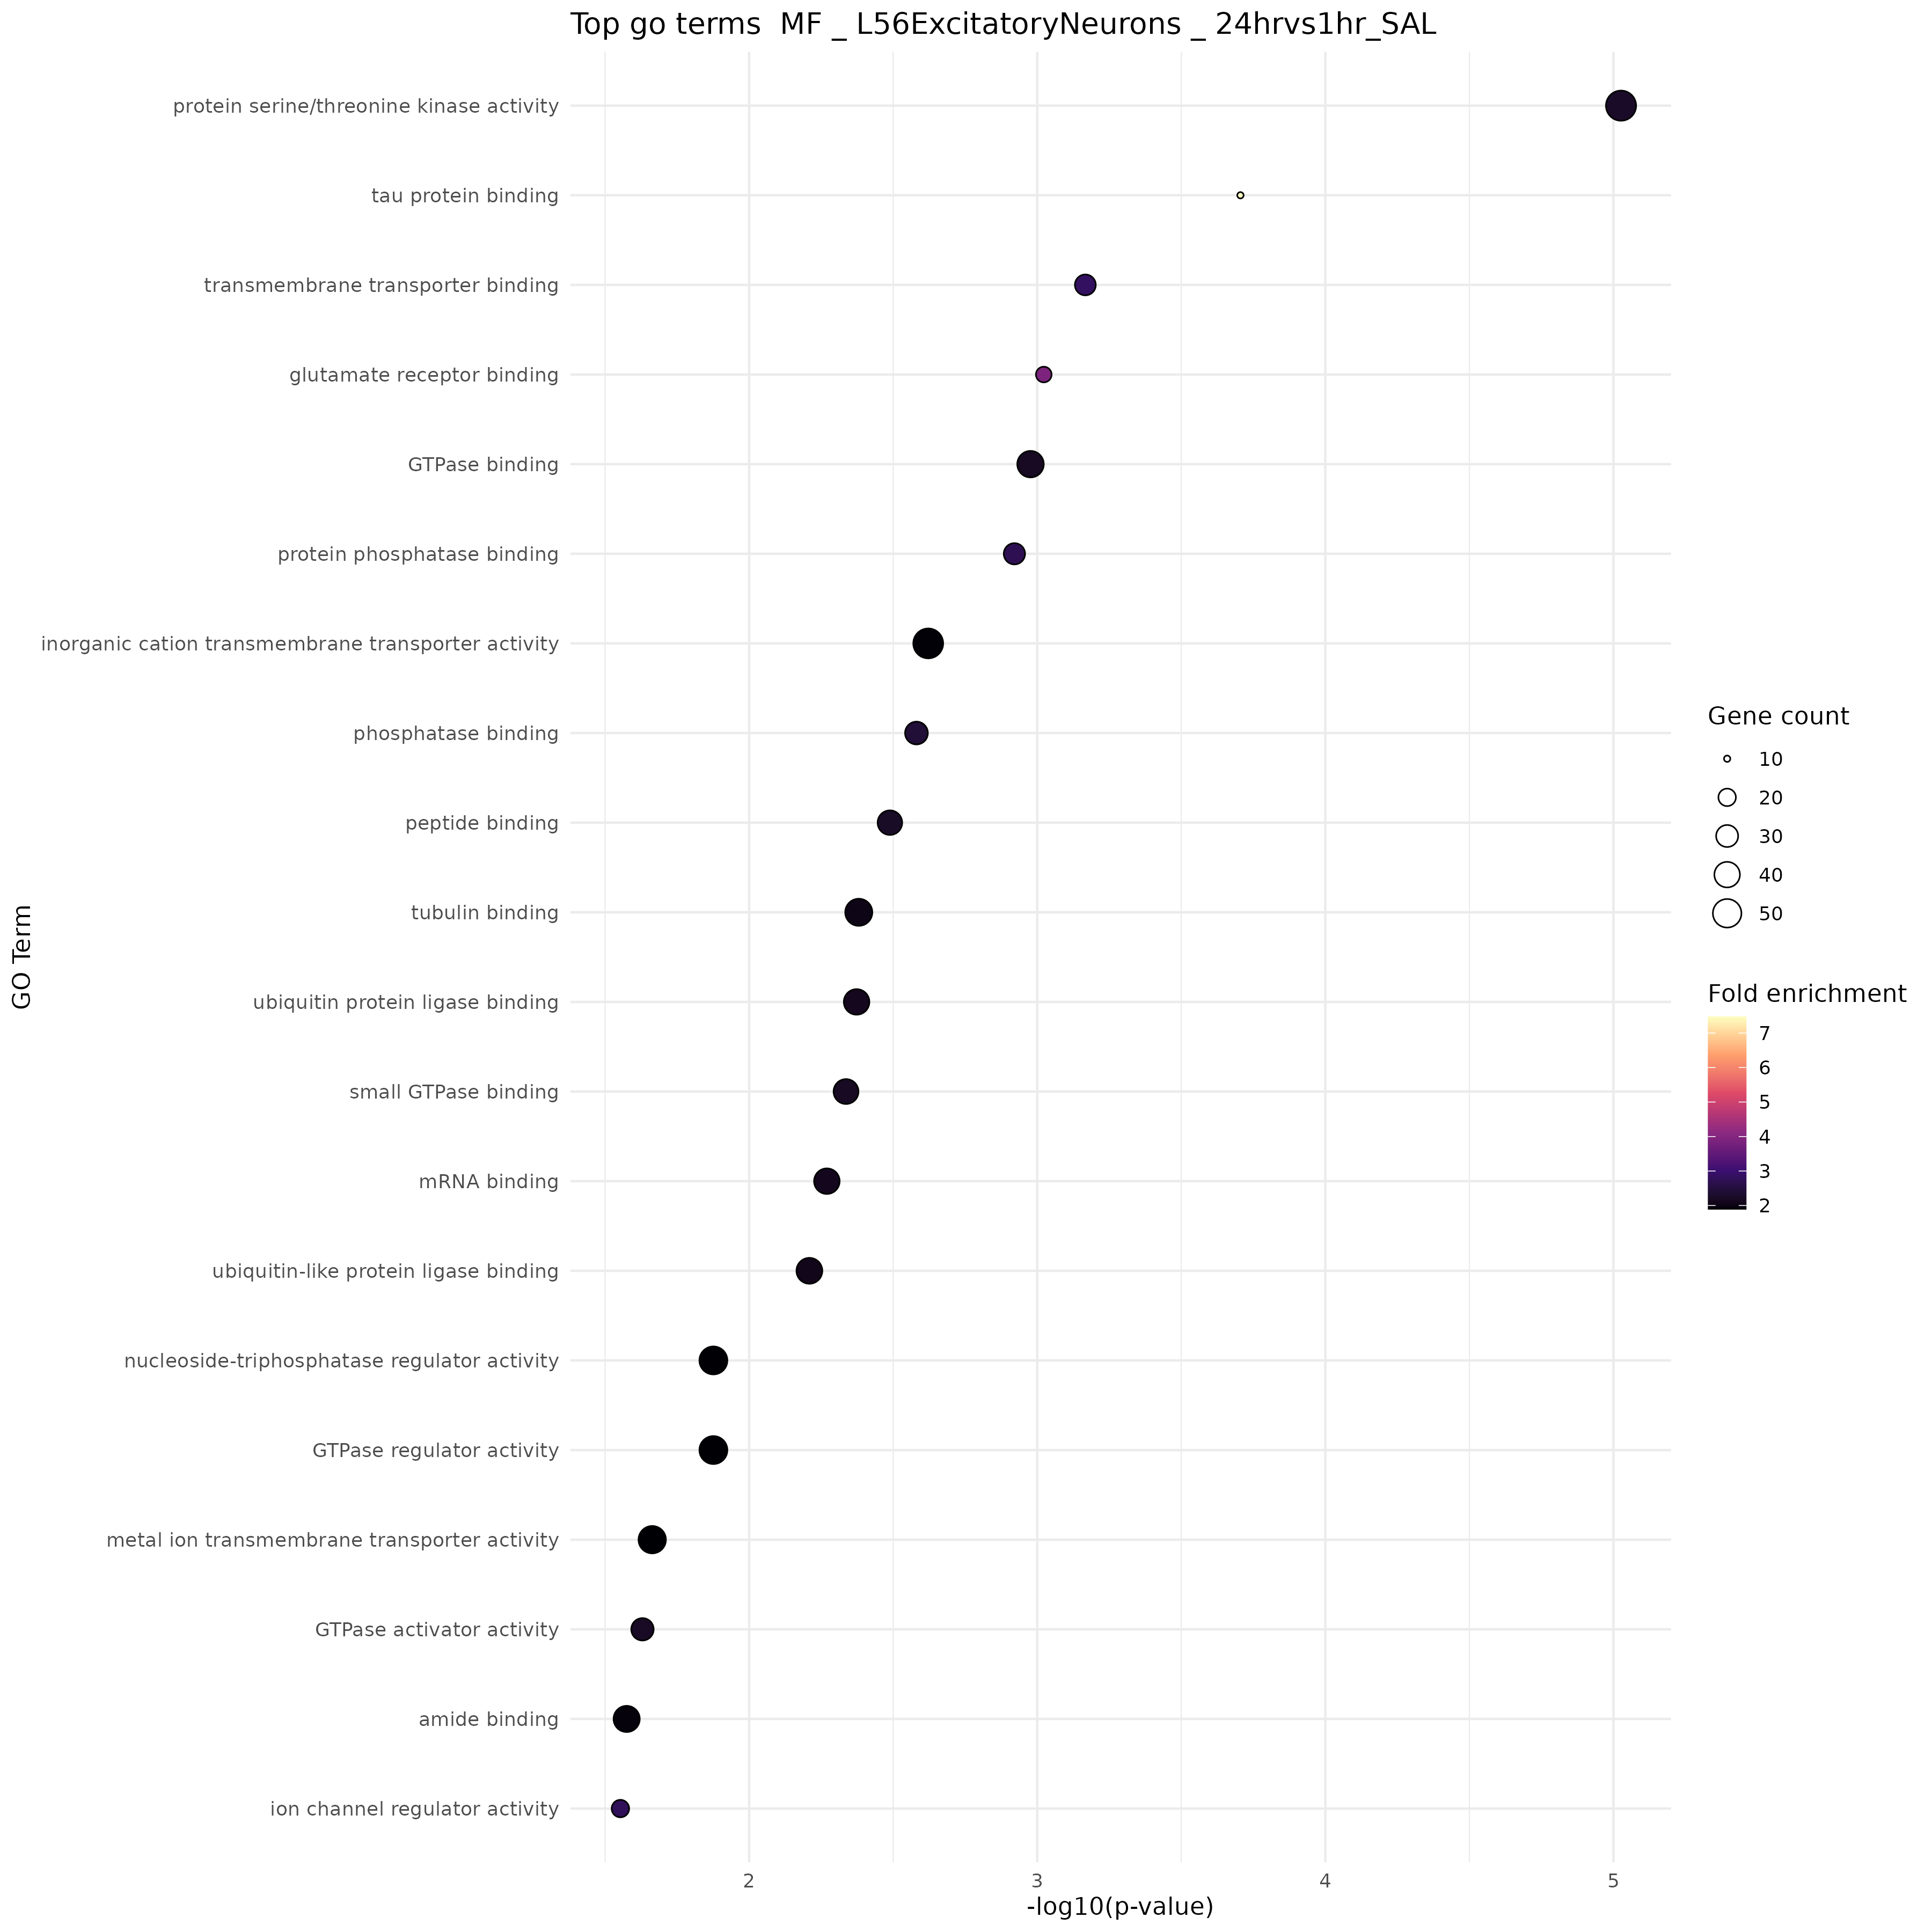 Top go terms  MF _ L56ExcitatoryNeurons _ 24hrvs1hr_SAL
protein serine/threonine kinase activity
tau protein binding
transmembrane transporter binding
glutamate receptor binding
GTPase binding
protein phosphatase binding
inorganic cation transmembrane transporter activity
phosphatase binding
peptide binding
tubulin binding
ubiquitin protein ligase binding
small GTPase binding
mRNA binding
ubiquitin-like protein ligase binding
nucleoside-triphosphatase regulator activity
GTPase regulator activity
metal ion transmembrane transporter activity
GTPase activator activity
amide binding
ion channel regulator activity
GO Term
2 3 4 5
-log10(p-value)
Gene count
10
20
30
40
50
Fold enrichment
7
6
5
4
3
2